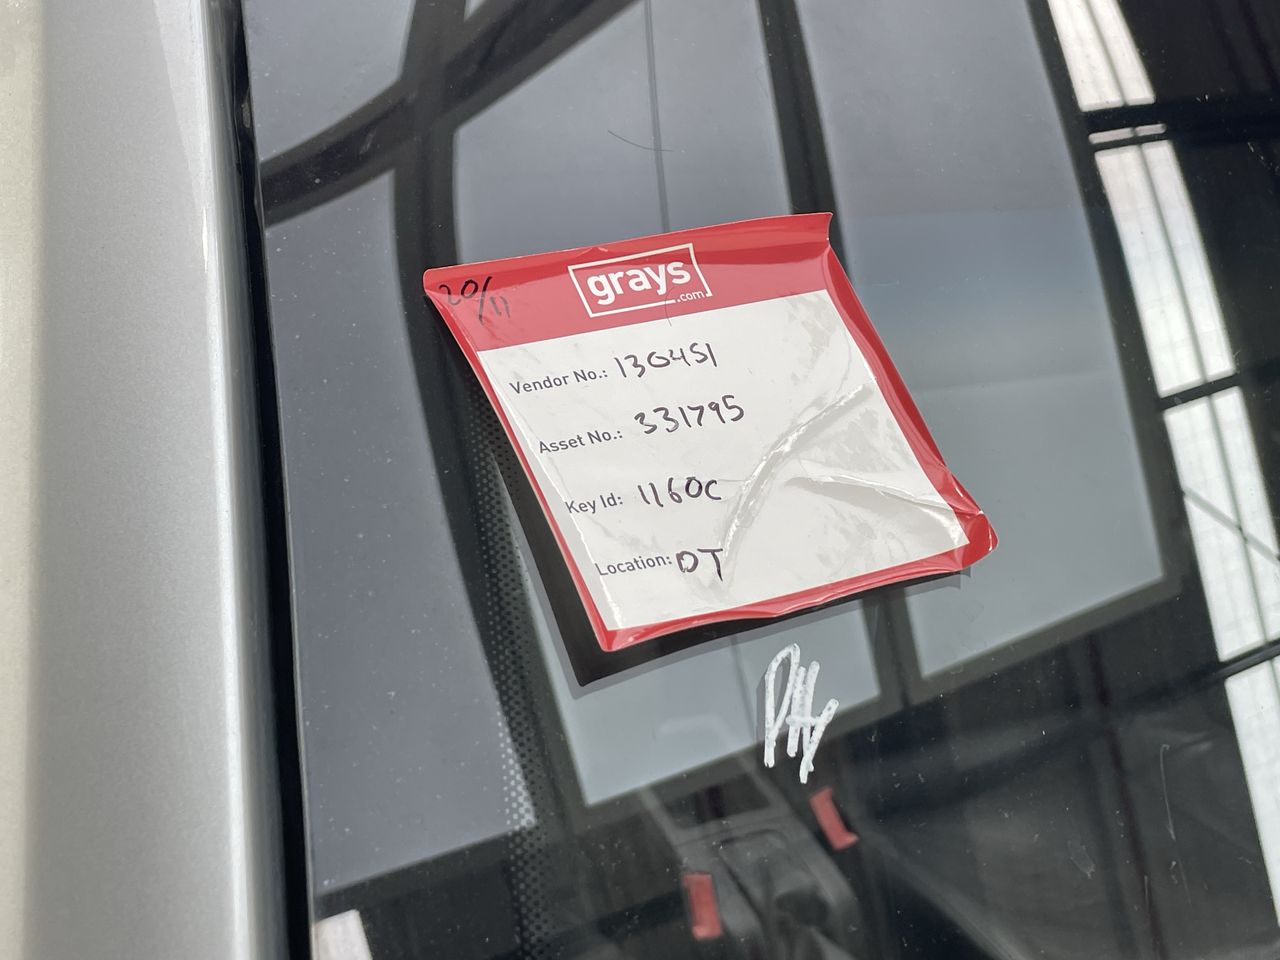 20/11
grays
.com
Vendor No.: 130451
Asset No.: 331795
Key Id: 1160c
Location: DT